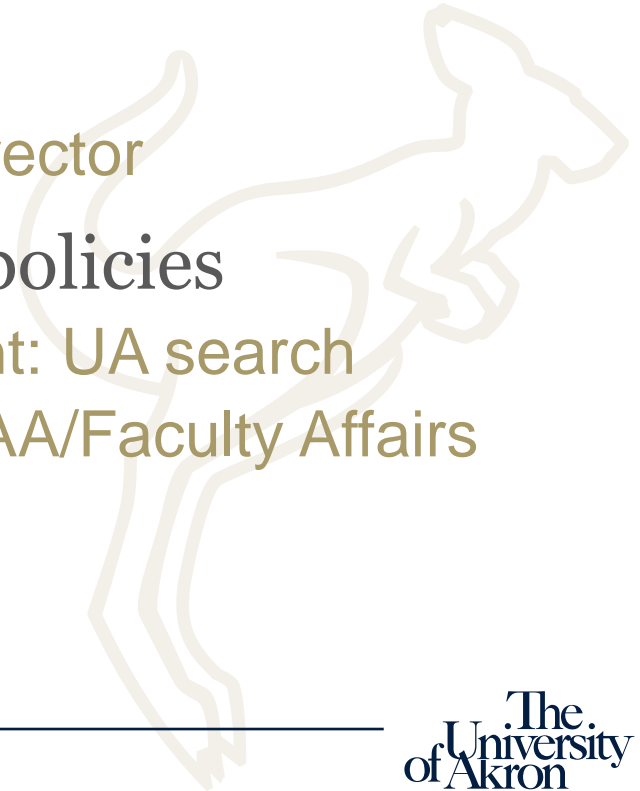 ector
policies
nt: UA search
AA/Faculty Affairs
The
University
of Akron